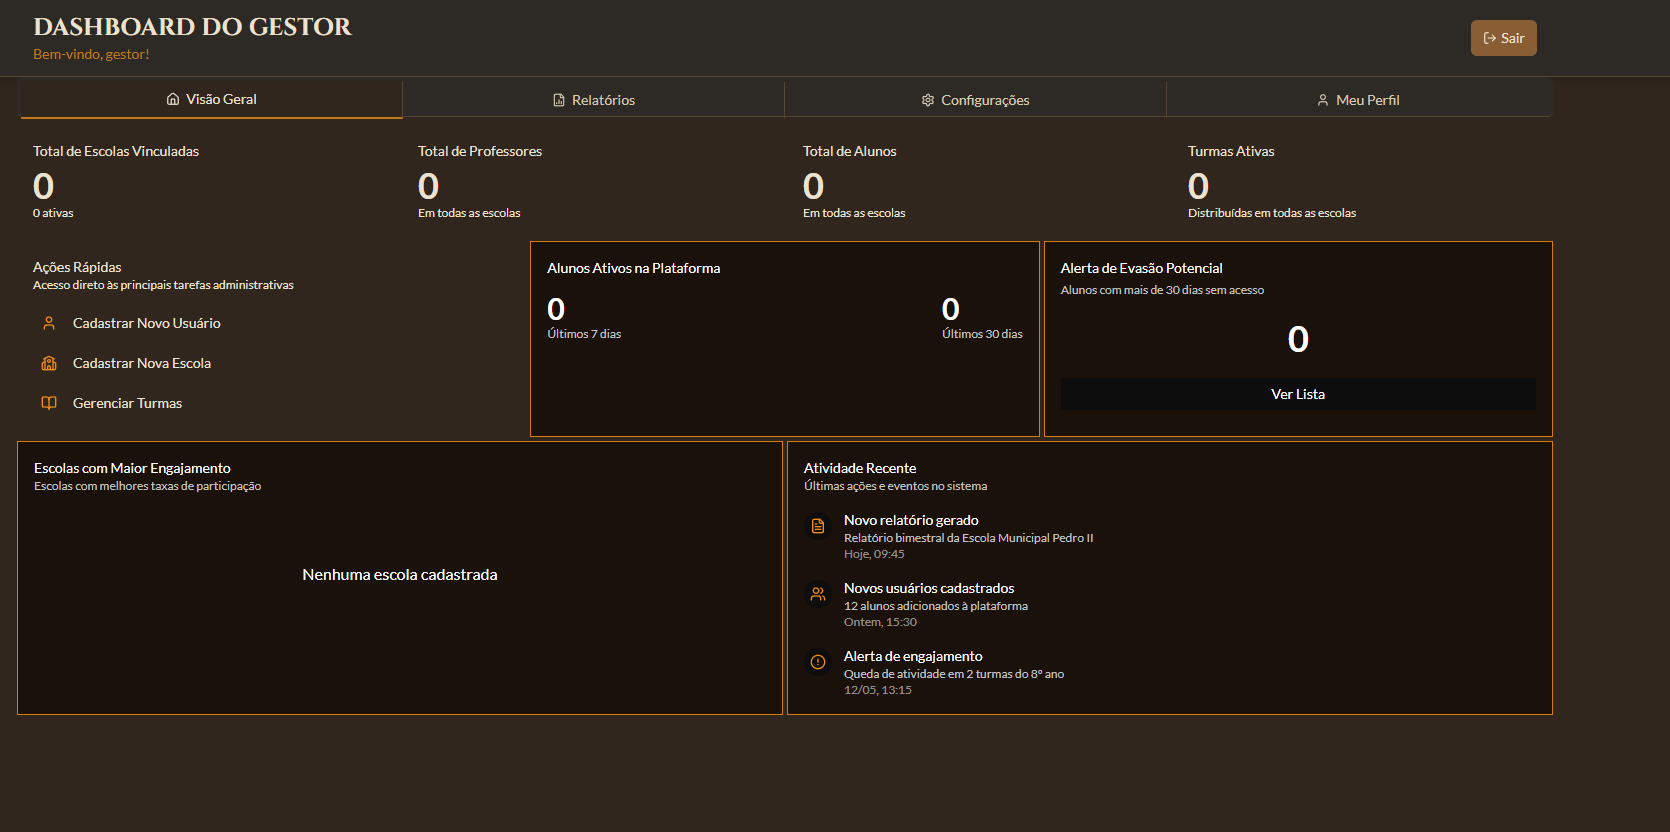 DASHBOARD DO GESTOR
Bem-vindo, gestor!
Sair
Visão Geral
Relatórios
Configurações
Meu Perfil
Total de Escolas Vinculadas
0
0 ativas
Total de Professores
0
Em todas as escolas
Total de Alunos
0
Em todas as escolas
Turmas Ativas
0
Distribuídas em todas as escolas
Ações Rápidas
Acesso direto às principais tarefas administrativas
Cadastrar Novo Usuário
Cadastrar Nova Escola
Gerenciar Turmas
Alunos Ativos na Plataforma
0
Últimos 7 dias
0
Últimos 30 dias
Alerta de Evasão Potencial
Alunos com mais de 30 dias sem acesso
0
Ver Lista
Escolas com Maior Engajamento
Escolas com melhores taxas de participação
Nenhuma escola cadastrada
Atividade Recente
Últimas ações e eventos no sistema
Novo relatório gerado
Relatório bimestral da Escola Municipal Pedro II
Hoje, 09:45
Novos usuários cadastrados
12 alunos adicionados à plataforma
Ontem, 15:30
Alerta de engajamento
Queda de atividade em 2 turmas do 8º ano
12/05, 13:15